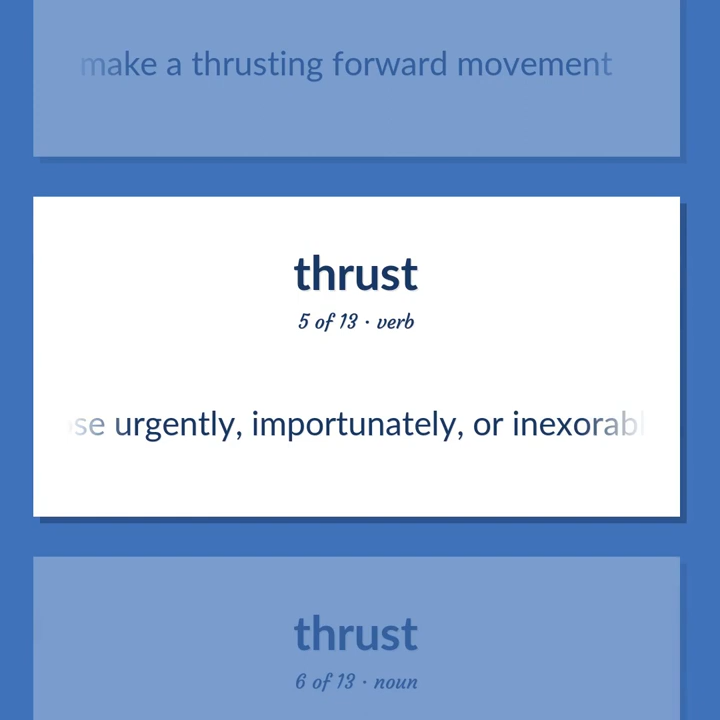 make a thrusting forward movement
thrust
5 of 13 · verb
urgently, importunately, or
thrust
6 of 13 · noun